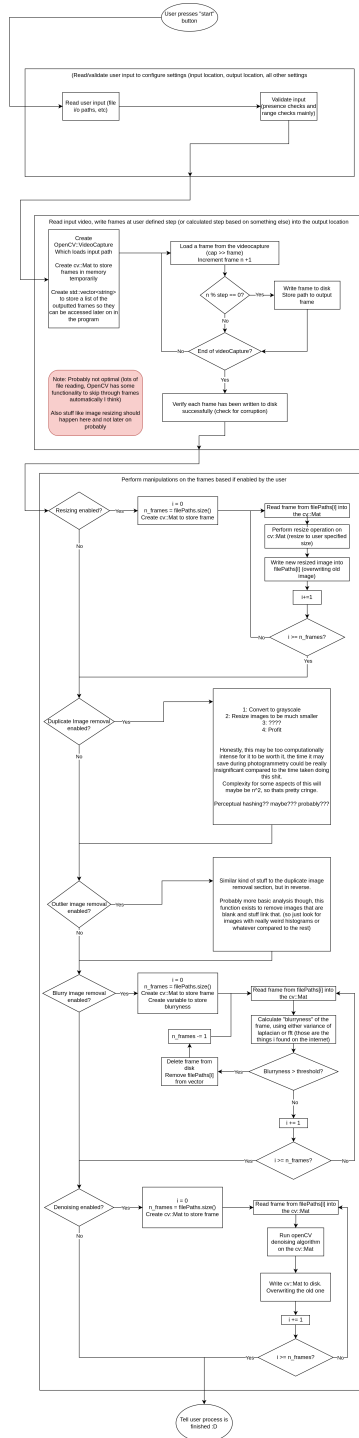 User presses "start"
button
(Read/validate user input to configure settings (Input location, output location, all other settings
Read user input (file
i/o paths, etc)
Validate input
(presence checks and
range checks mainly)
Read input video, write frames at user defined step (or calculated step based on something else) into the output location
Create
OpenCV::VideoCapture
Which loads input path
Create cv::Mat to store
frames in memory
temporarily
Create std::vector<string>
to store a list of the
outputted frames so they
can be accessed later on in
the program
Load a frame from the videocapture
(cap >> frame)
Increment frame n +1
n % step == 0?
Yes
Write frame to disk
Store path to output
frame
No
End of videoCapture?
No
Yes
Verify each frame has been written to disk
successfully (check for corruption)
Note: Probably not optimal (lots of
file reading, OpenCV has some
functionality to skip through frames
automatically I think)
Also stuff like image resizing should
happen here and not later on
probably
Perform manipulations on the frames based if enabled by the user
Resizing enabled?
Yes
No
i = 0
n_frames = filePaths.size()
Create cv::Mat to store frame
Read frame from filePaths[i] into
the cv::Mat
Perform resize operation on
cv::Mat (resize to user specified
size)
Write new resized image into
filePaths[i] (overwriting old
image)
i+=1
i >= n_frames?
No
Yes
Duplicate Image removal
enabled?
Yes
No
1: Convert to grayscale
2: Resize images to be much smaller
3: ????
4: Profit
Honestly, this may be too computationally
intense for it to be worth it, the time it may
save during photogrammetry could be really
insignificant compared to the time taken doing
this shit.
Complexity for some aspects of this will
maybe be n^2, so thats pretty cringe.
Perceptual hashing?? maybe??? probably???
Outlier image removal
enabled?
Yes
No
Similar kind of stuff to the duplicate image
removal section, but in reverse.
Probably more basic analysis though, this
function exists to remove images that are
blank and stuff link that. (so just look for
images with really weird histograms or
whatever compared to the rest)
Blurry image removal
enabled?
Yes
No
i = 0
n_frames = filePaths.size()
Create cv::Mat to store frame
Create variable to store
blurryness
Read frame from filePaths[i] into
the cv::Mat
Calculate "blurryness" of the
frame, using either variance of
laplacian or fft (those are the
things i found on the internet)
n_frames -= 1
Delete frame from
disk
Remove filePaths[i]
from vector
Yes
Blurryness > threshold?
No
i += 1
i >= n_frames?
Yes
No
Denoising enabled?
Yes
No
i = 0
n_frames = filePaths.size()
Create cv::Mat to store frame
Read frame from filePaths[i] into
the cv::Mat
Run openCV
denoising algorithm
on the cv::Mat
Write cv::Mat to disk.
Overwriting the old one
i += 1
i >= n_frames?
Yes
No
Tell user process is
finished :D